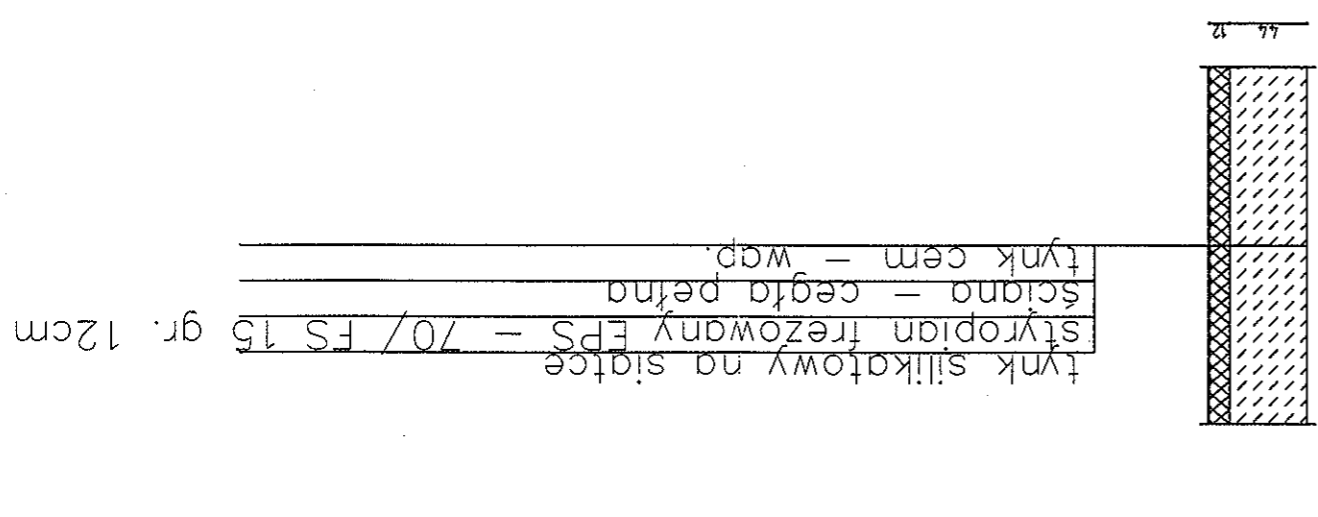 tynk silikatowy na siatce
styropian frezowany EPS – 70/ FS 15 gr. 12cm
ściana – cegła pełna
tynk cem – wap.
44 12